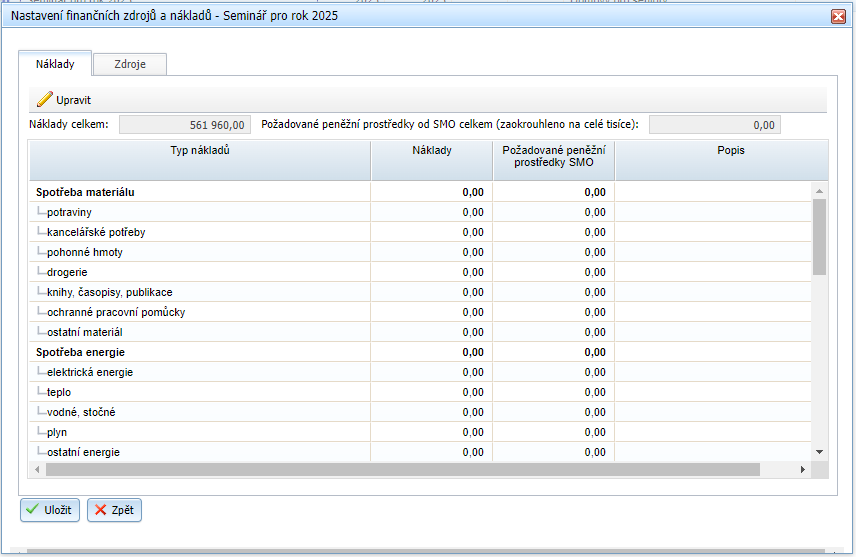 Nastavení finančních zdrojů a nákladů - Seminář pro rok 2025
Náklady Zdroje
Upravit
Náklady celkem: 561 960,00 Požadované peněžní prostředky od SMO celkem (zaokrouhleno na celé tisíce): 0,00
Typ nákladů Náklady Požadované peněžní prostředky SMO Popis
Spotřeba materiálu 0,00 0,00
potraviny 0,00 0,00
kancelářské potřeby 0,00 0,00
pohonné hmoty 0,00 0,00
drogerie 0,00 0,00
knihy, časopisy, publikace 0,00 0,00
ochranné pracovní pomůcky 0,00 0,00
ostatní materiál 0,00 0,00
Spotřeba energie 0,00 0,00
elektrická energie 0,00 0,00
teplo 0,00 0,00
vodné, stočné 0,00 0,00
plyn 0,00 0,00
ostatní energie 0,00 0,00
Uložit Zpět